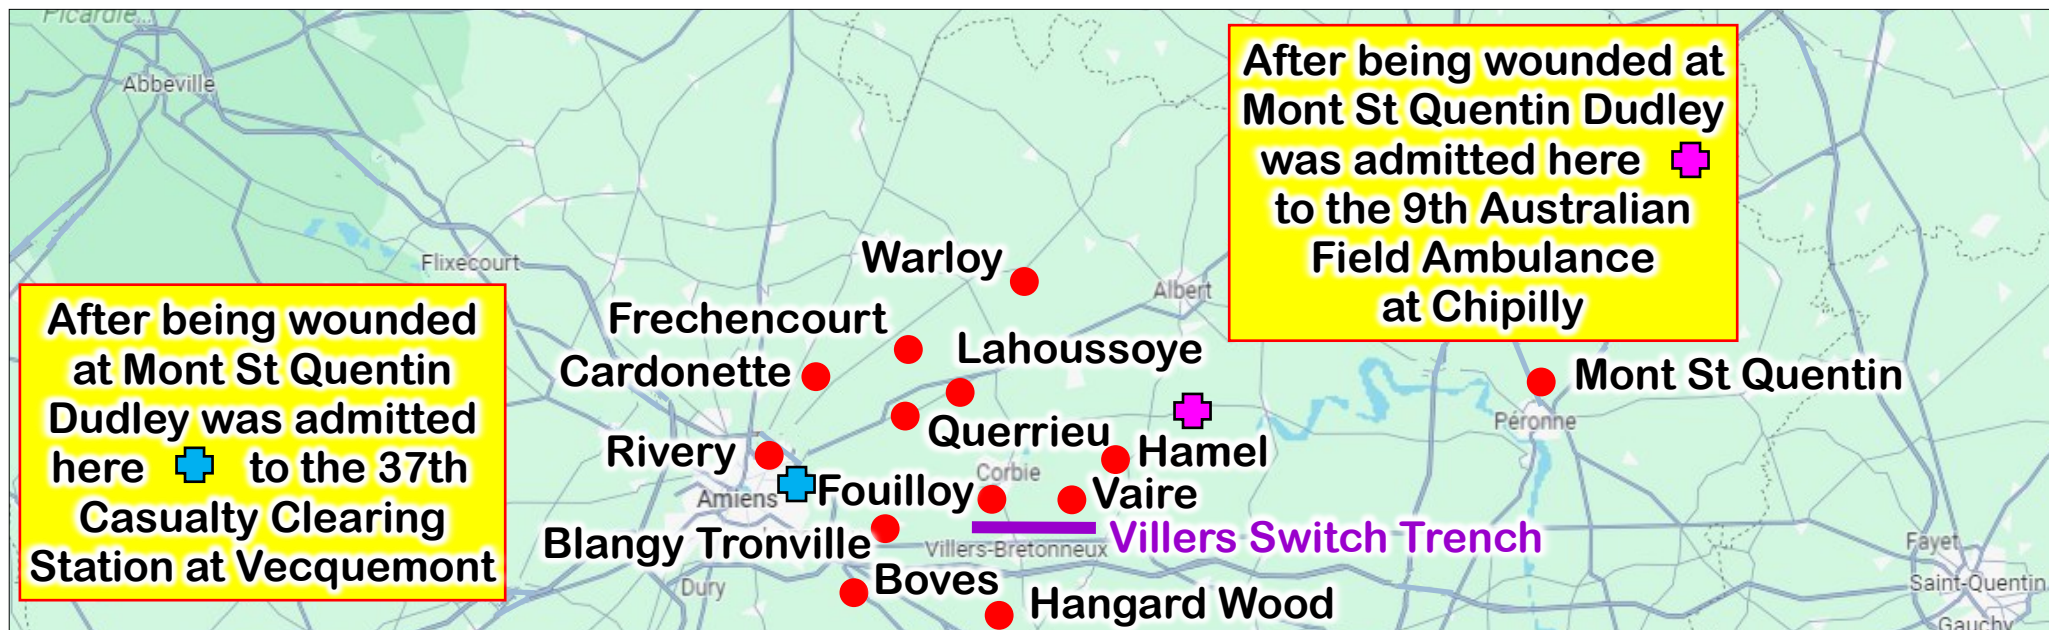 Picardie...
Abbeville
After being wounded at
Mont St Quentin Dudley
was admitted here
to the 9th Australian
Field Ambulance
at Chipilly
Flixecourt
Warloy
Albert
After being wounded
at Mont St Quentin
Dudley was admitted
here to the 37th
Casualty Clearing
Station at Vecquemont
Frechencourt
Lahoussoye
Cardonette
Mont St Quentin
Péronne
Querrieu
Rivery
Hamel
Corbie
Amiens
Fouilloy
Vaire
Blangy Tronville
Villers-Bretonneux
Villers Switch Trench
Fayet
Dury
Boves
Saint-Quentin
Hangard Wood
Gauchy